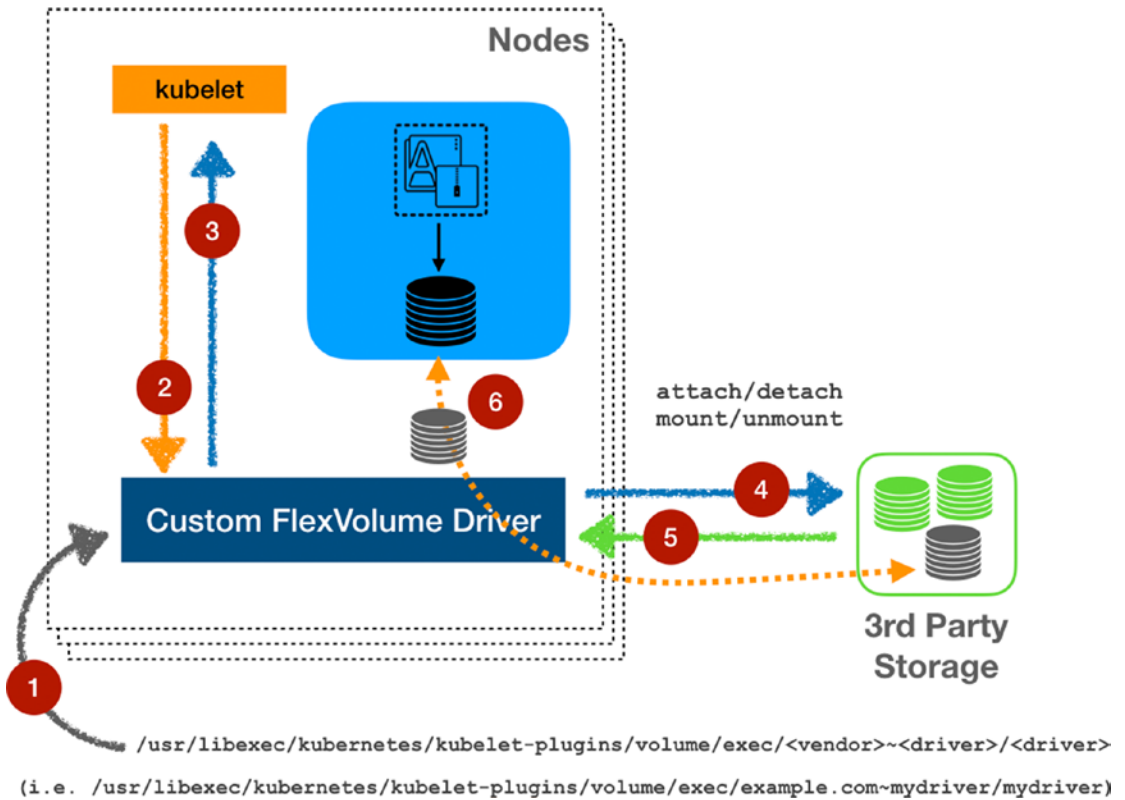 Nodes
kubelet
3
2
6
attach/detach
mount/unmount
4
Custom FlexVolume Driver
5
3rd Party
Storage
1
/usr/libexec/kubernetes/kubelet-plugins/volume/exec/<vendor>~<driver>/<driver>
(i.e. /usr/libexec/kubernetes/kubelet-plugins/volume/exec/example.com~mydriver/mydriver)